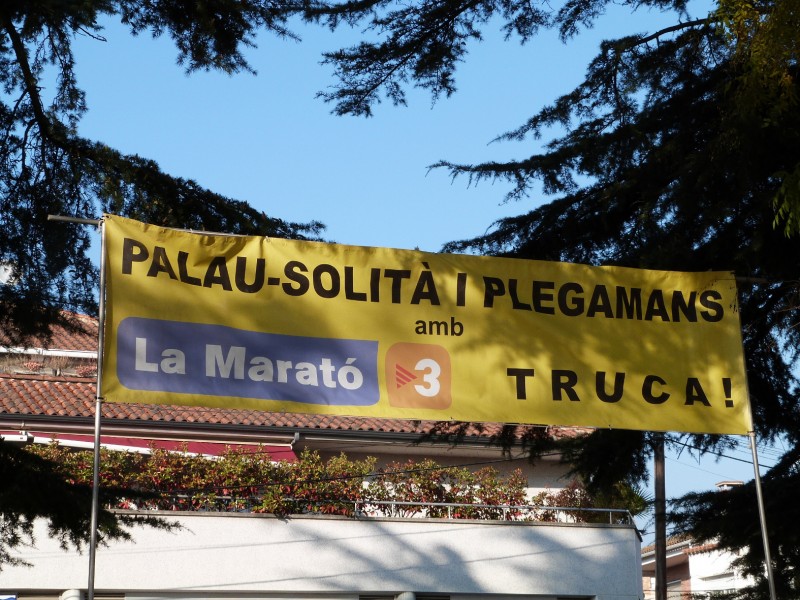 PALAU-SOLITÀ I PLEGAMANS
amb
La Marató 3
TRUCA!